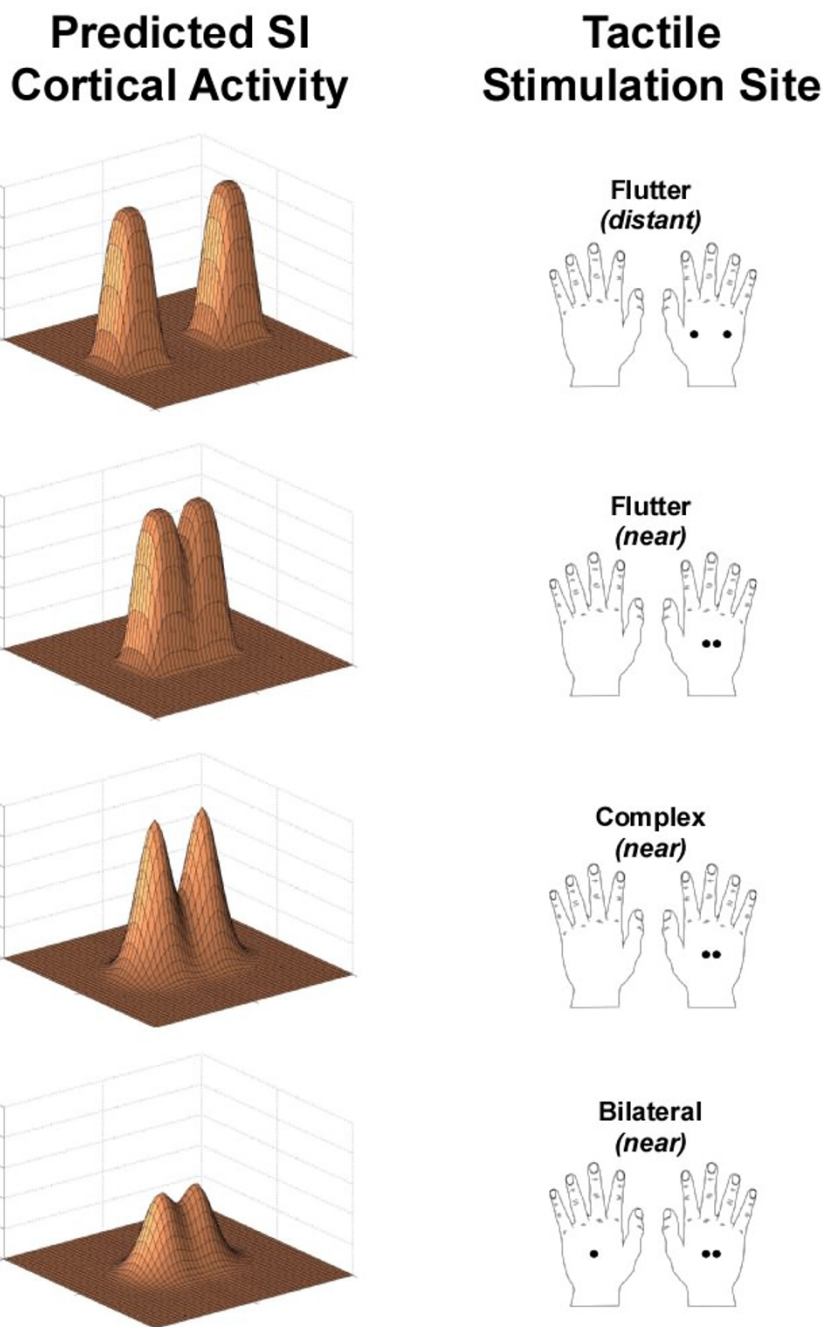 Predicted SI
Cortical Activity
Tactile
Stimulation Site
Flutter
(distant)
Flutter
(near)
Complex
(near)
Bilateral
(near)